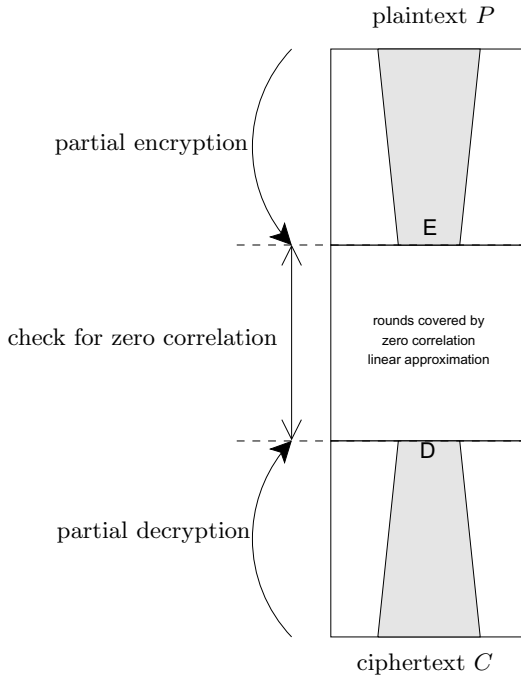 plaintext P
partial encryption
E
check for zero correlation
rounds covered by
zero correlation
linear approximation
D
partial decryption
ciphertext C